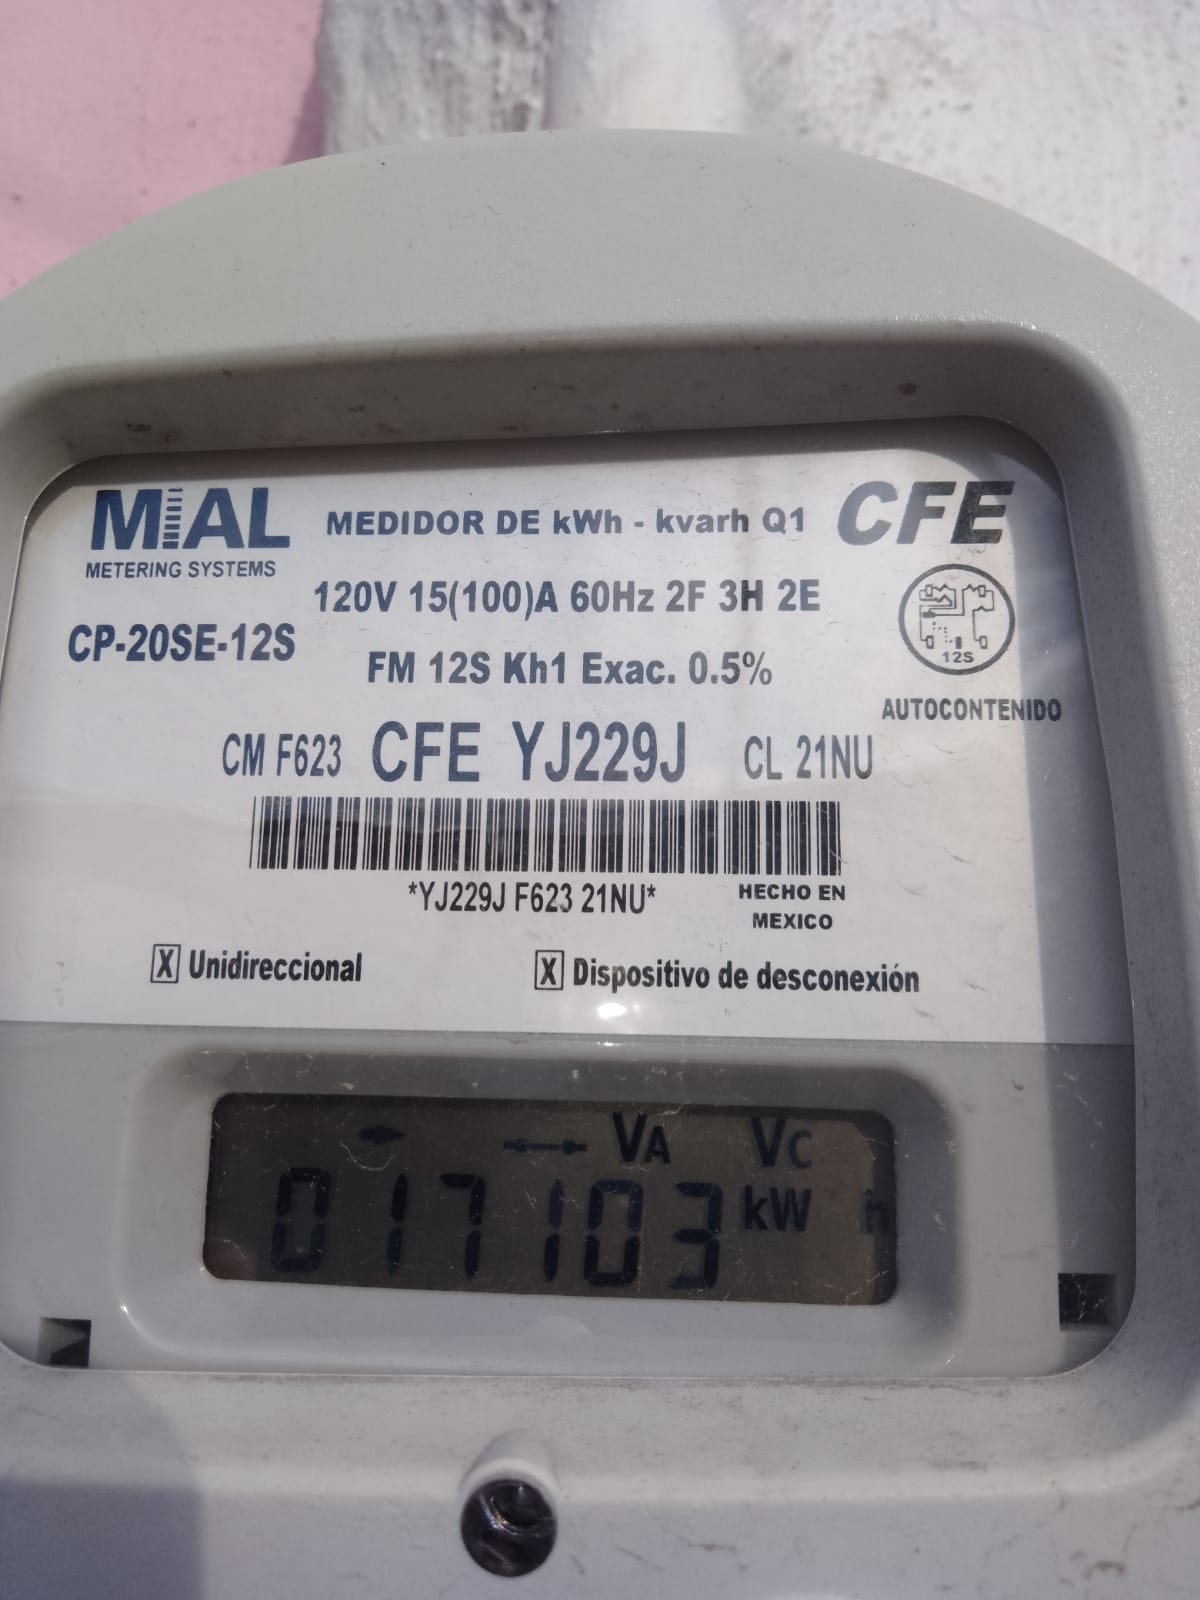 MIAL
METERING SYSTEMS
MEDIDOR DE kWh - kvarh Q1
CFE
120V 15(100)A 60Hz 2F 3H 2E
CP-20SE-12S
FM 12S Kh1 Exac. 0.5%
12S
AUTOCONTENIDO
CM F623 CFE YJ229J CL 21NU
*YJ229J F623 21NU*
HECHO EN
MEXICO
X Unidireccional
X Dispositivo de desconexión
VA VC
017103 kW h